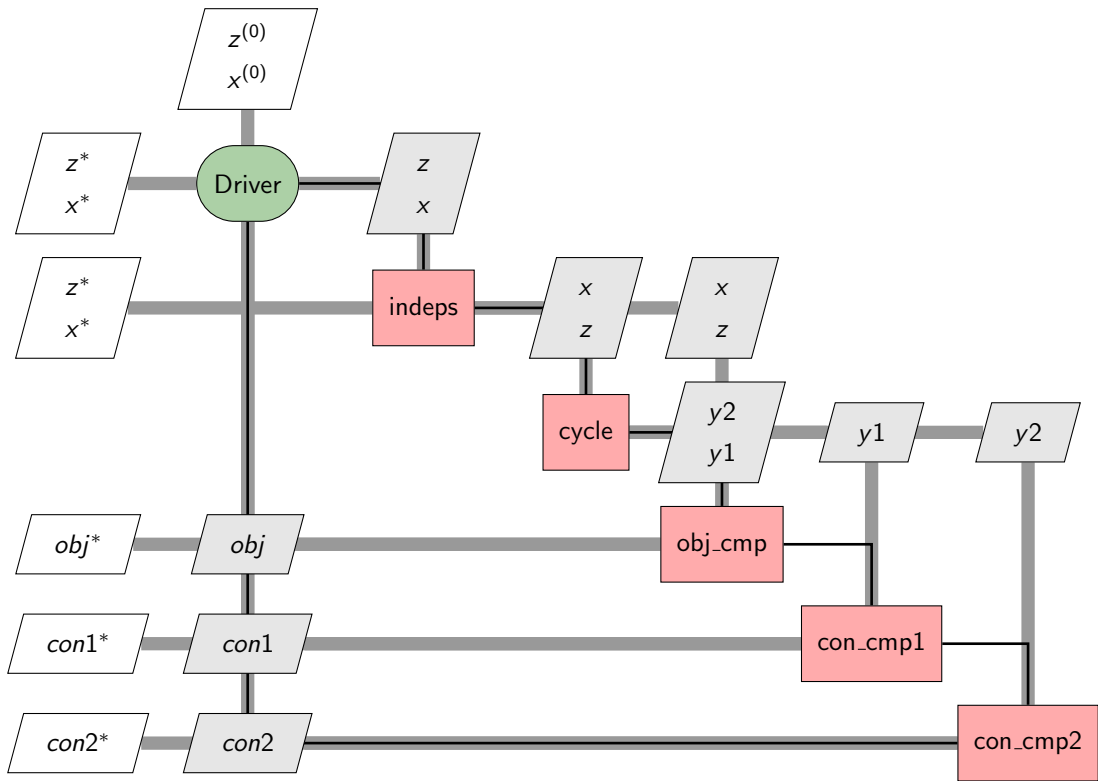 z^(0)
x^(0)
z*
x*
Driver
z
x
z*
x*
indeps
x
z
x
z
cycle
y2
y1
y1
y2
obj*
obj
obj_cmp
con1*
con1
con_cmp1
con2*
con2
con_cmp2